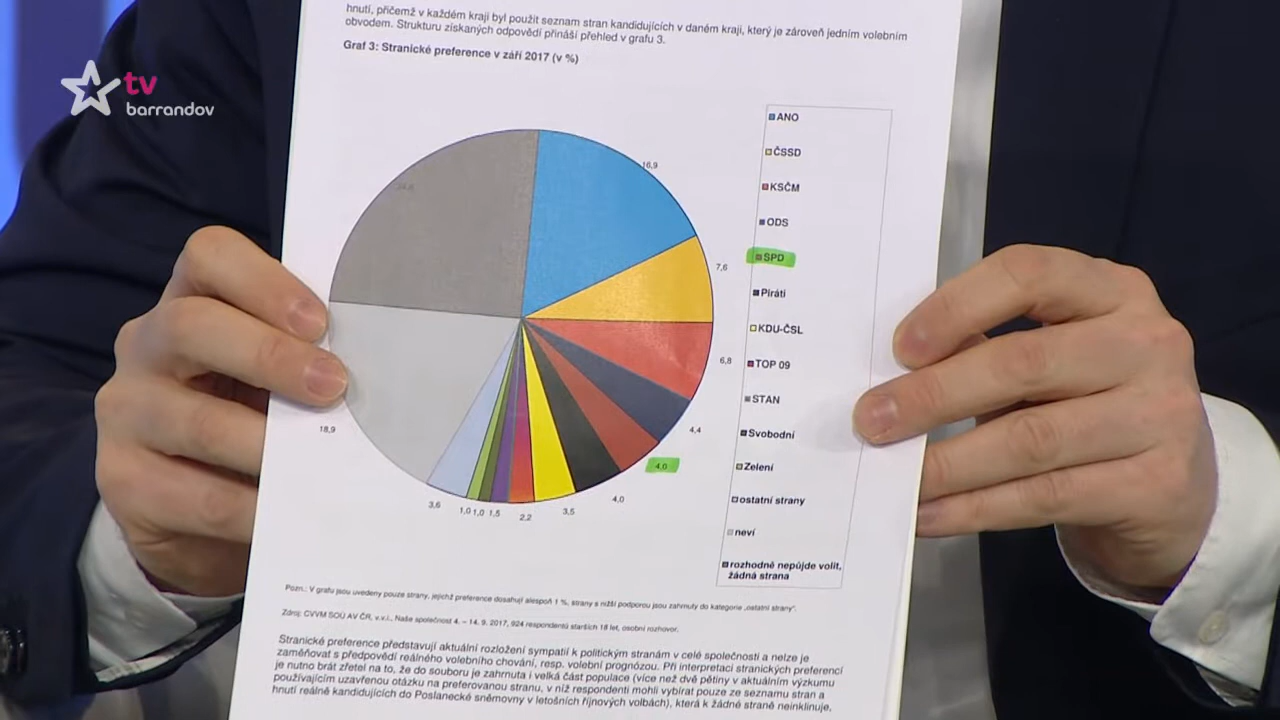 hnutí, přičemž v každém kraji byl použit seznam stran kandidujících v daném kraji, který je zároveň jedním volebním
obvodem. Strukturu získaných odpovědí přináší přehled v grafu 3.
Graf 3: Stranické preference v září 2017 (v %)
tv
barrandov
ANO
ČSSD
KSČM
ODS
SPD
Piráti
KDU-ČSL
TOP 09
STAN
Svobodní
Zelení
ostatní strany
neví
rozhodně nepůjde volit,
žádná strana
16,9
7,6
6,8
4,4
4,0
4,0
3,5
2,2
1,5
1,0
1,0
3,6
18,9
Pozn.: V grafu jsou uvedeny pouze strany, jejichž preference dosahují alespoň 1 %, strany s nižší podporou jsou zahrnuty do kategorie „ostatní strany“.
Zdroj: CVVM SOÚ AV ČR, v.v.i., Naše společnost 4. – 14. 9. 2017, 924 respondentů starších 18 let, osobní rozhovor.
Stranické preference představují aktuální rozložení sympatií k politickým stranám v celé společnosti a nelze je
zaměňovat s předpovědí reálného volebního chování, resp. volební prognózou. Při interpretaci stranických preferencí
je nutno brát zřetel na to, že do souboru je zahrnuta i velká část populace (více než dvě pětiny v aktuálním výzkumu
používajícím uzavřenou otázku na preferovanou stranu, v níž respondenti mohli vybírat pouze ze seznamu stran a
hnutí reálně kandidujících do Poslanecké sněmovny v letošních říjnových volbách), která k žádné straně neinklinuje,